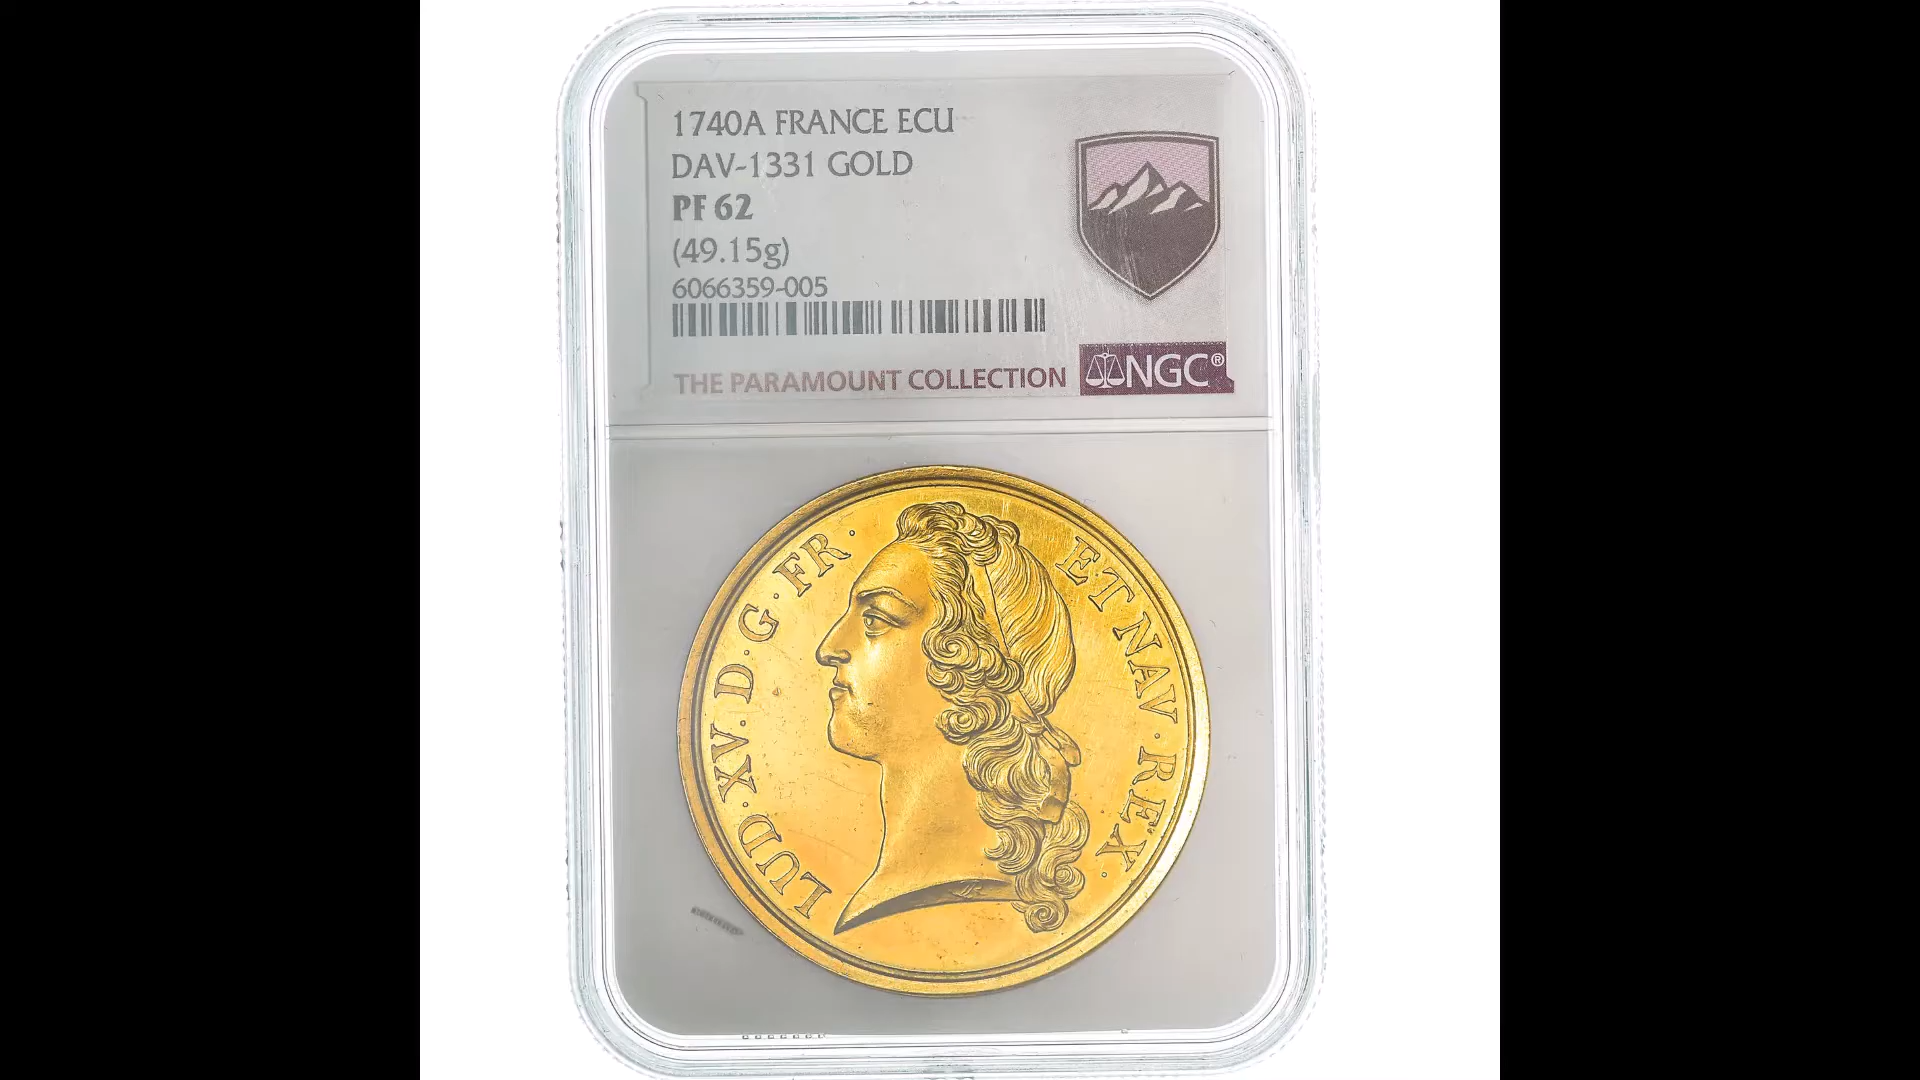 1740A FRANCE ECU
DAV-1331 GOLD
PF 62
(49.15g)
6066359-005
THE PARAMOUNT COLLECTION
NGC®
LUD·XV·D·G·FR· ET NAV·REX·